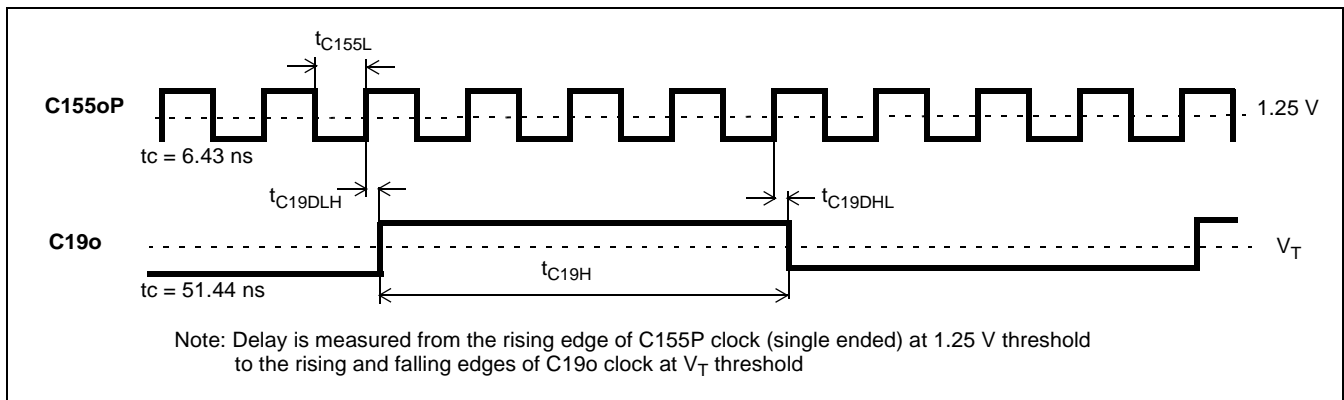 tC155L
C155oP
1.25 V
tc = 6.43 ns
tC19DLH
tC19DHL
C19o
VT
tC19H
tc = 51.44 ns
Note: Delay is measured from the rising edge of C155P clock (single ended) at 1.25 V threshold
to the rising and falling edges of C19o clock at VT threshold